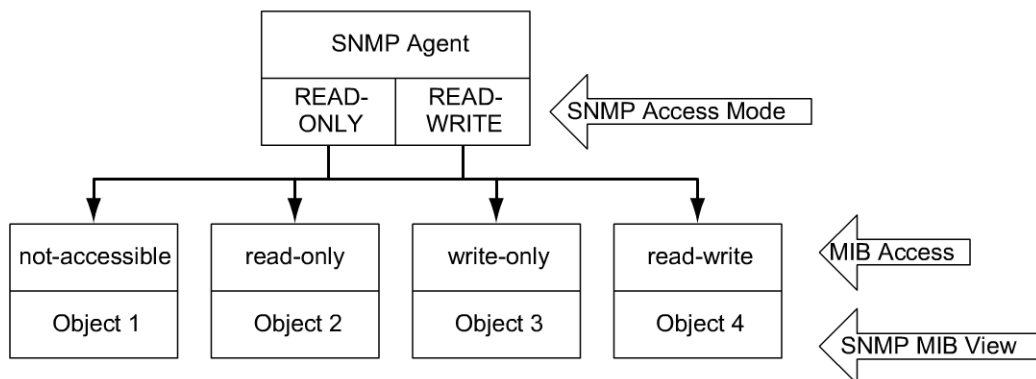 SNMP Agent
READ-
ONLY
READ-
WRITE
SNMP Access Mode
not-accessible
read-only
write-only
read-write
MIB Access
Object 1
Object 2
Object 3
Object 4
SNMP MIB View